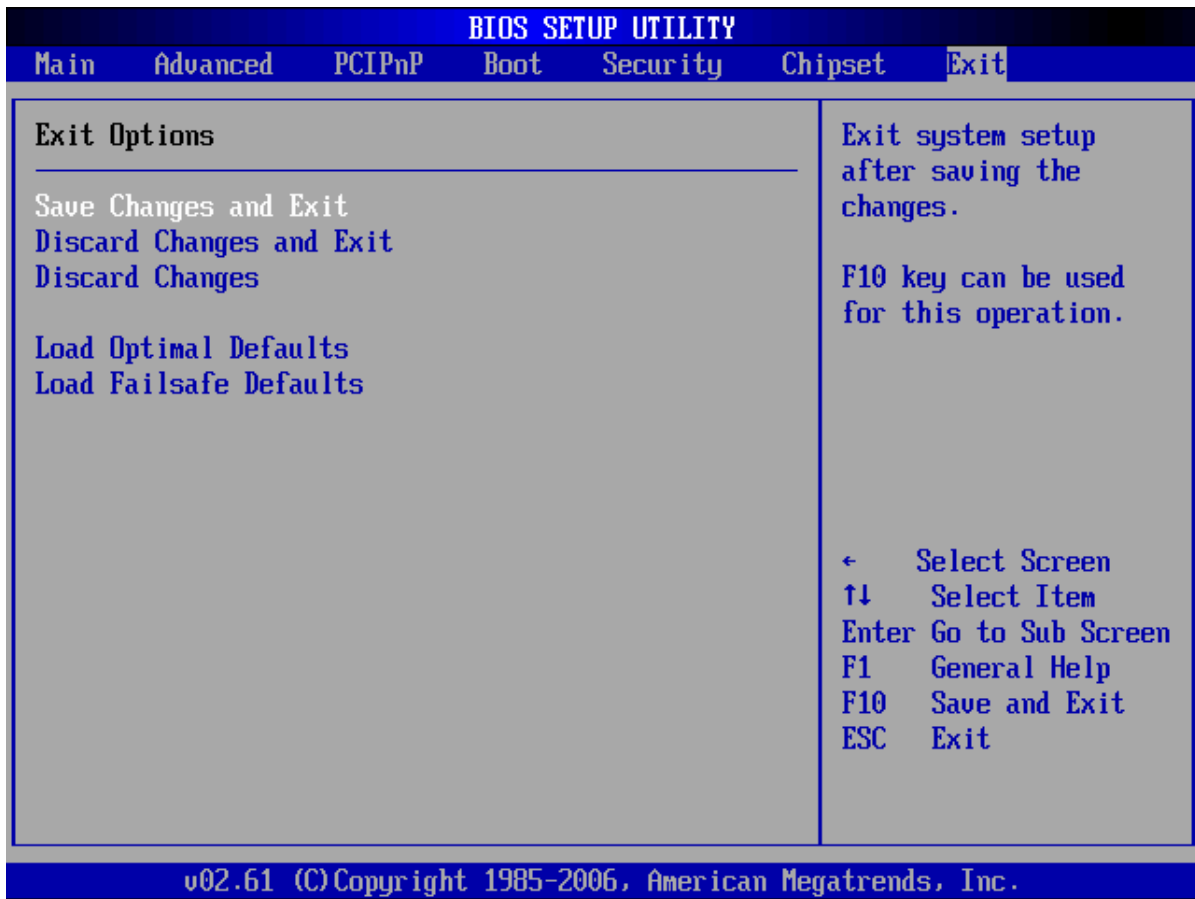 BIOS SETUP UTILITY
Main Advanced PCIPnP Boot Security Chipset Exit
Exit Options
Save Changes and Exit
Discard Changes and Exit
Discard Changes
Load Optimal Defaults
Load Failsafe Defaults
Exit system setup
after saving the
changes.
F10 key can be used
for this operation.
← Select Screen
↑↓ Select Item
Enter Go to Sub Screen
F1 General Help
F10 Save and Exit
ESC Exit
v02.61 (C)Copyright 1985-2006, American Megatrends, Inc.